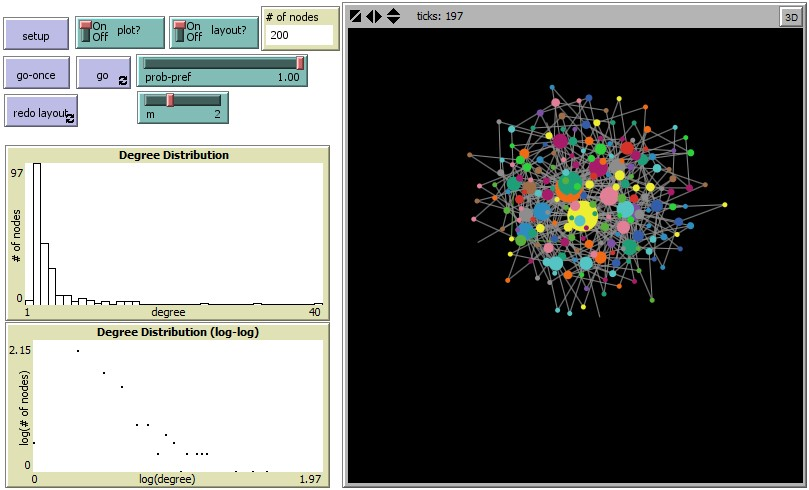 setup
On
Off
plot?
On
Off
layout?
# of nodes
200
go-once
go
prob-pref
1.00
redo layout
m
2
Degree Distribution
97
# of nodes
0
1
degree
40
Degree Distribution (log-log)
2.15
log(# of nodes)
0
0
log(degree)
1.97
ticks: 197
3D